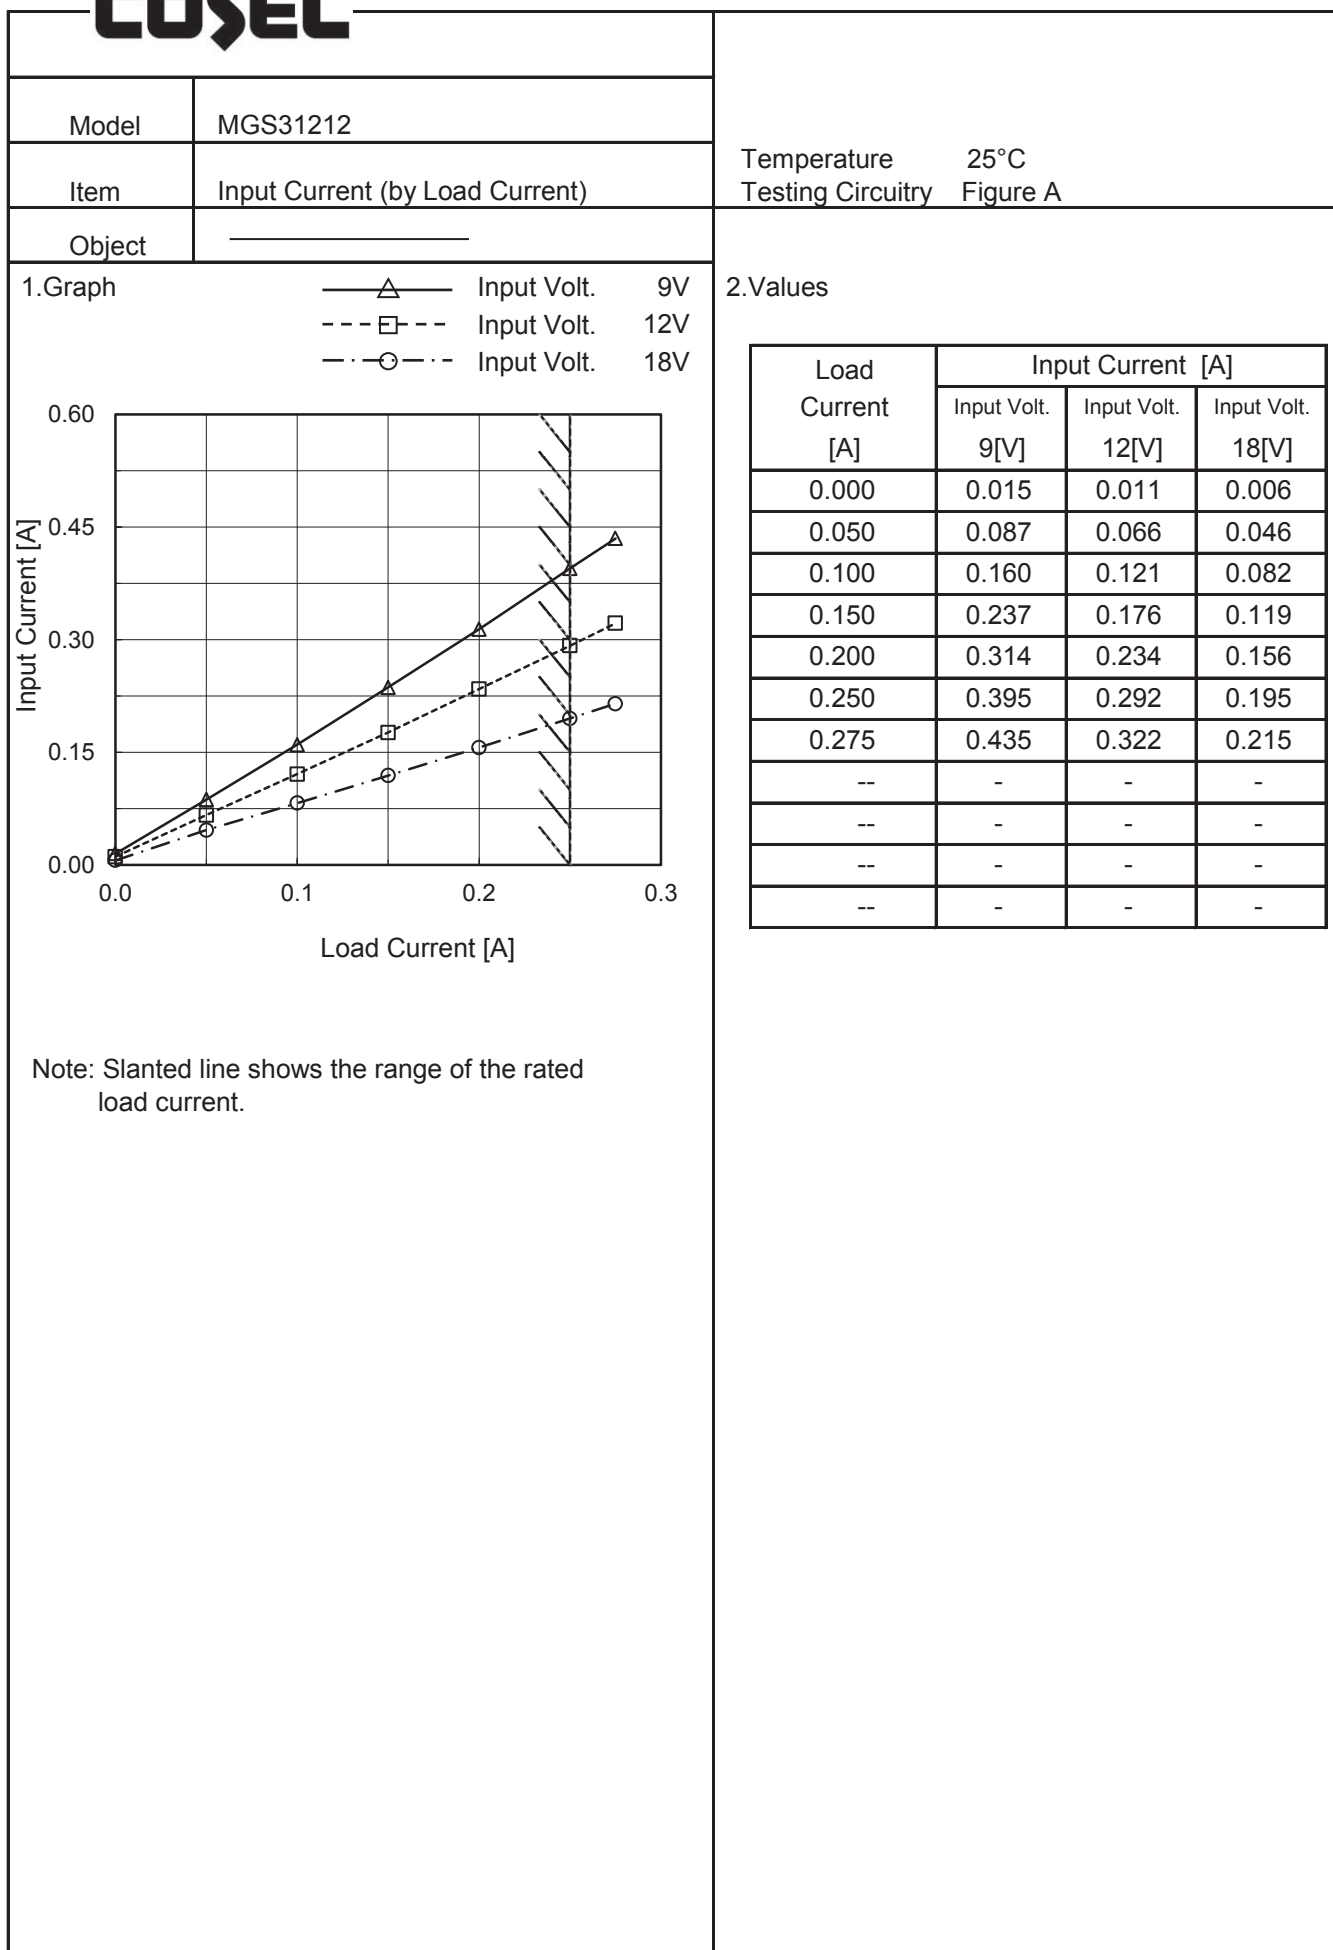 COSEL
Model MGS31212
Item Input Current (by Load Current)
Object
Temperature 25°C
Testing Circuitry Figure A
1.Graph
Input Volt. 9V
Input Volt. 12V
Input Volt. 18V
0.60
0.45
0.30
0.15
0.00
0.0 0.1 0.2 0.3
Input Current [A]
Load Current [A]
Note: Slanted line shows the range of the rated
load current.
2.Values
Load Current [A] Input Current [A]
Input Volt. Input Volt. Input Volt.
9[V] 12[V] 18[V]
0.000 0.015 0.011 0.006
0.050 0.087 0.066 0.046
0.100 0.160 0.121 0.082
0.150 0.237 0.176 0.119
0.200 0.314 0.234 0.156
0.250 0.395 0.292 0.195
0.275 0.435 0.322 0.215
-- - - -
-- - - -
-- - - -
-- - - -